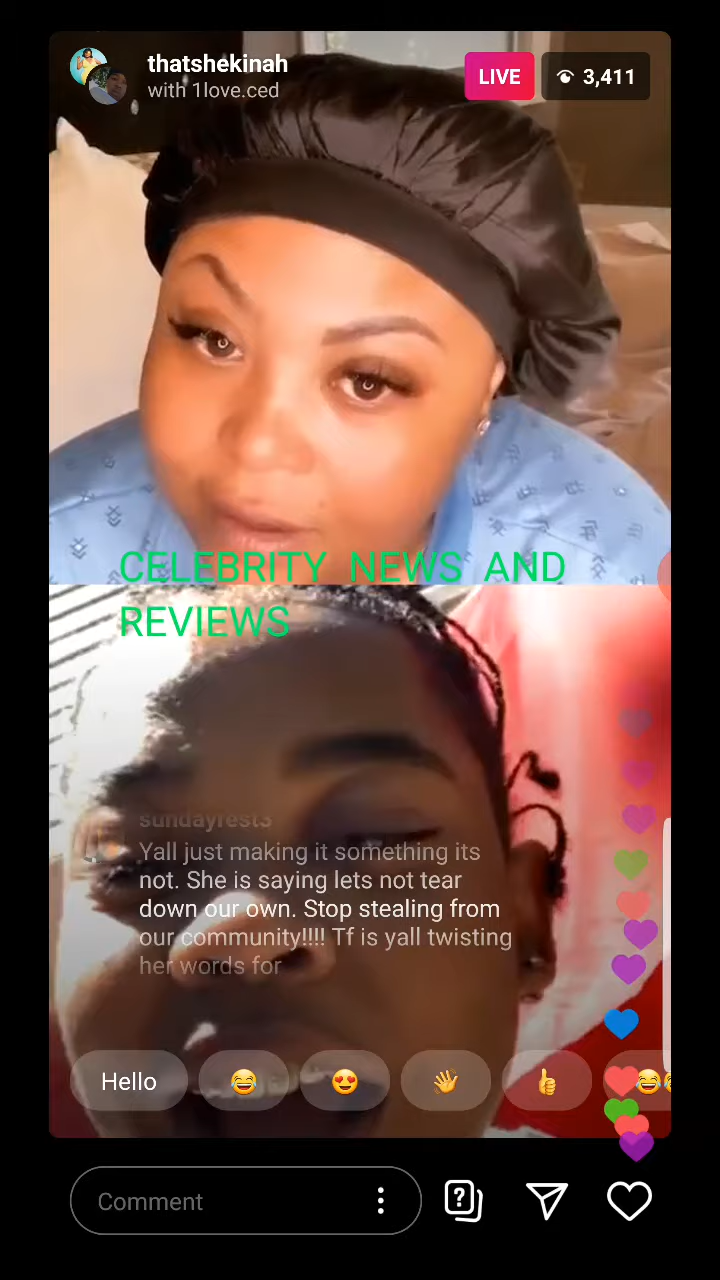 thatshekinah
with 1love.ced
LIVE
3,411
CELEBRITY NEWS AND
REVIEWS
sundayrest3
Yall just making it something its
not. She is saying lets not tear
down our own. Stop stealing from
our community!!!! Tf is yall twisting
her words for
Hello
Comment